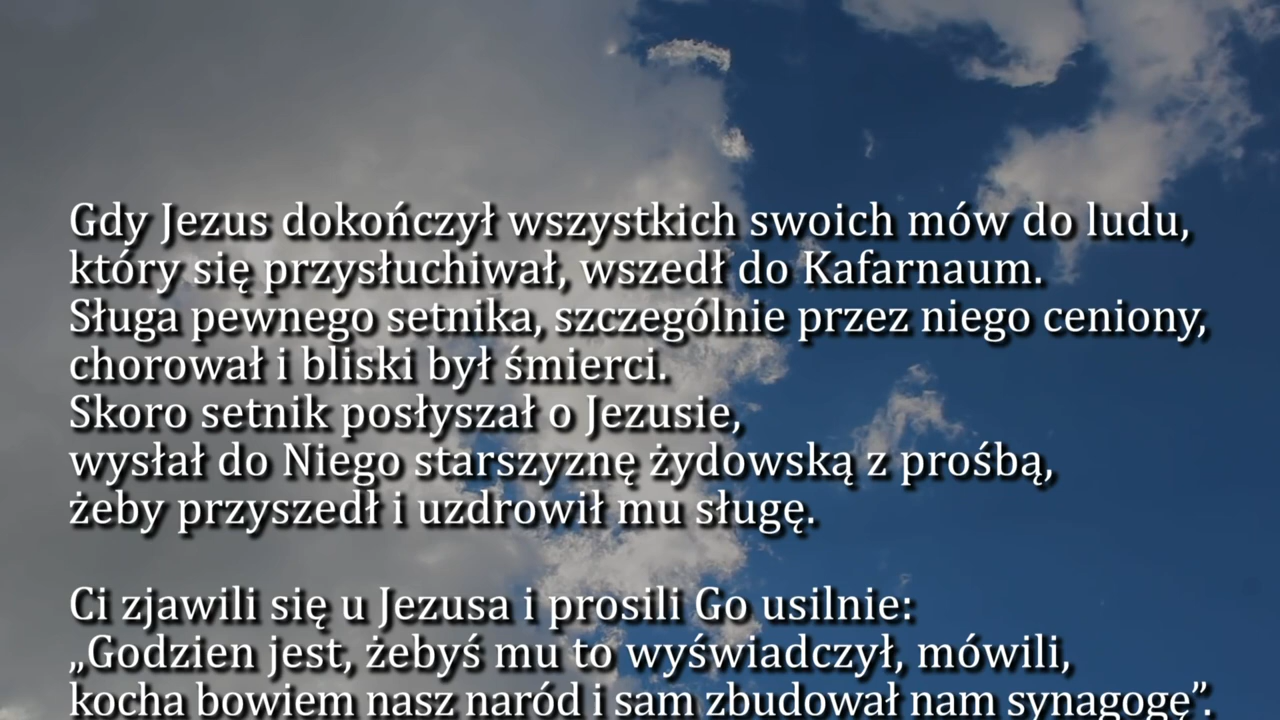 Gdy Jezus dokończył wszystkich swoich mów do ludu,
który się przysłuchiwał, wszedł do Kafarnaum.
Sługa pewnego setnika, szczególnie przez niego ceniony,
chorował i bliski był śmierci.
Skoro setnik posłyszał o Jezusie,
wysłał do Niego starszyznę żydowską z prośbą,
żeby przyszedł i uzdrowił mu sługę.
Ci zjawili się u Jezusa i prosili Go usilnie:
„Godzien jest, żebyś mu to wyświadczył, mówili,
kocha bowiem nasz naród i sam zbudował nam synagogę”.